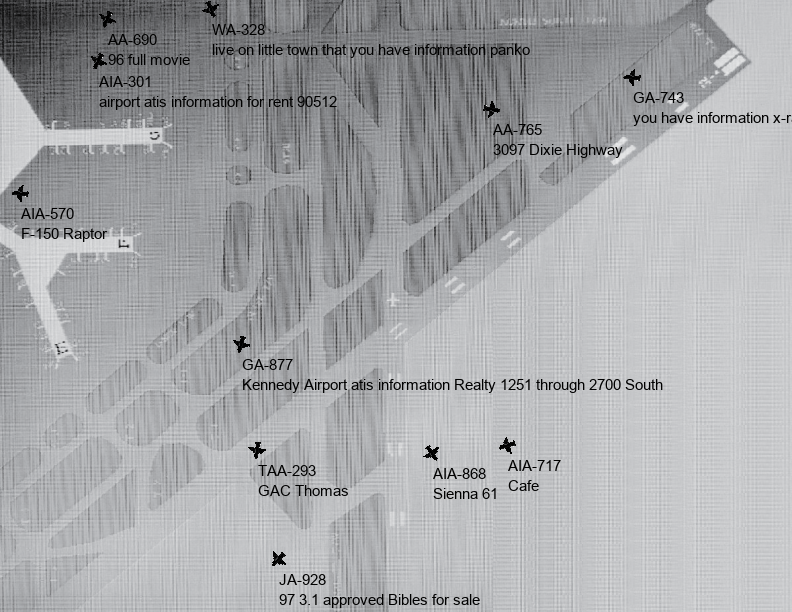 WA-328
live on little town that you have information panko
AA-690
.96 full movie
AIA-301
airport atis information for rent 90512
GA-743
you have information x-r
AA-765
3097 Dixie Highway
AIA-570
F-150 Raptor
GA-877
Kennedy Airport atis information Realty 1251 through 2700 South
TAA-293
GAC Thomas
AIA-868
Sienna 61
AIA-717
Cafe
JA-928
97 3.1 approved Bibles for sale